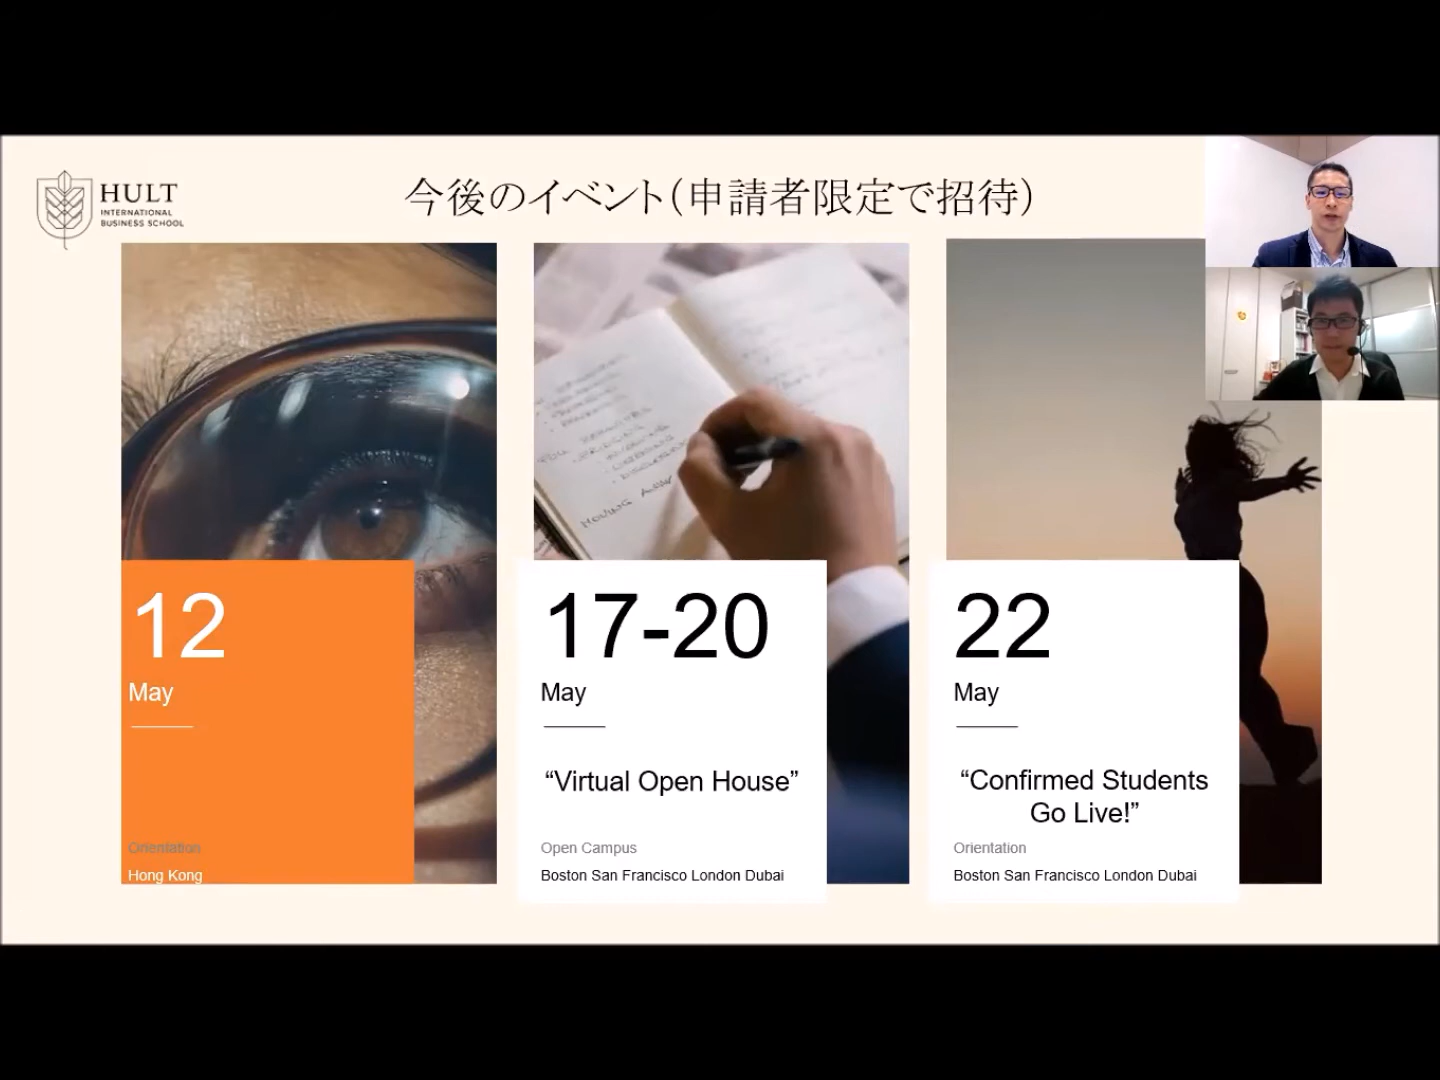 HULT
INTERNATIONAL
BUSINESS SCHOOL
今後のイベント(申請者限定で招待)
12
May
Orientation
Hong Kong
17-20
May
“Virtual Open House”
Open Campus
Boston San Francisco London Dubai
22
May
“Confirmed Students
Go Live!”
Orientation
Boston San Francisco London Dubai